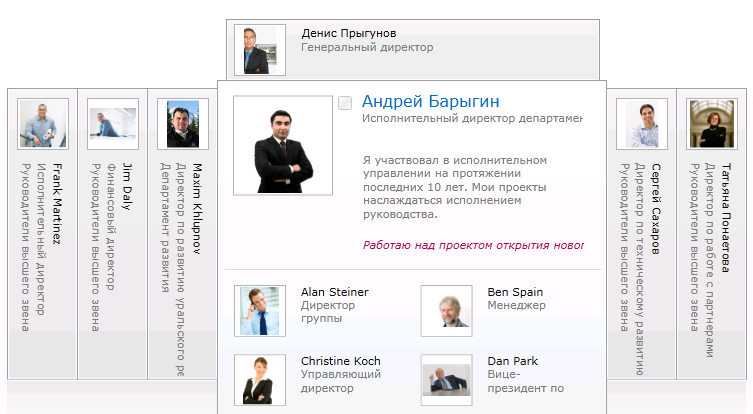 Денис Прыгунов
Генеральный директор
Frank Martinez
Исполнительный директор
Руководители высшего звена
Jim Daly
Финансовый директор
Руководители высшего звена
Maxim Khlupnov
Директор по развитию уральского ре
Департамент развития
Андрей Барыгин
Исполнительный директор департамен
Я участвовал в исполнительном
управлении на протяжении
последних 10 лет. Мои проекты
наслаждаться исполнением
руководства.
Работаю над проектом открытия новог
Alan Steiner
Директор
группы
Ben Spain
Менеджер
Christine Koch
Управляющий
директор
Dan Park
Вице-
президент по
Сергей Сахаров
Директор по техническому развитию
Руководители высшего звена
Татьяна Понаетова
Директор по работе с партнерами
Руководители высшего звена